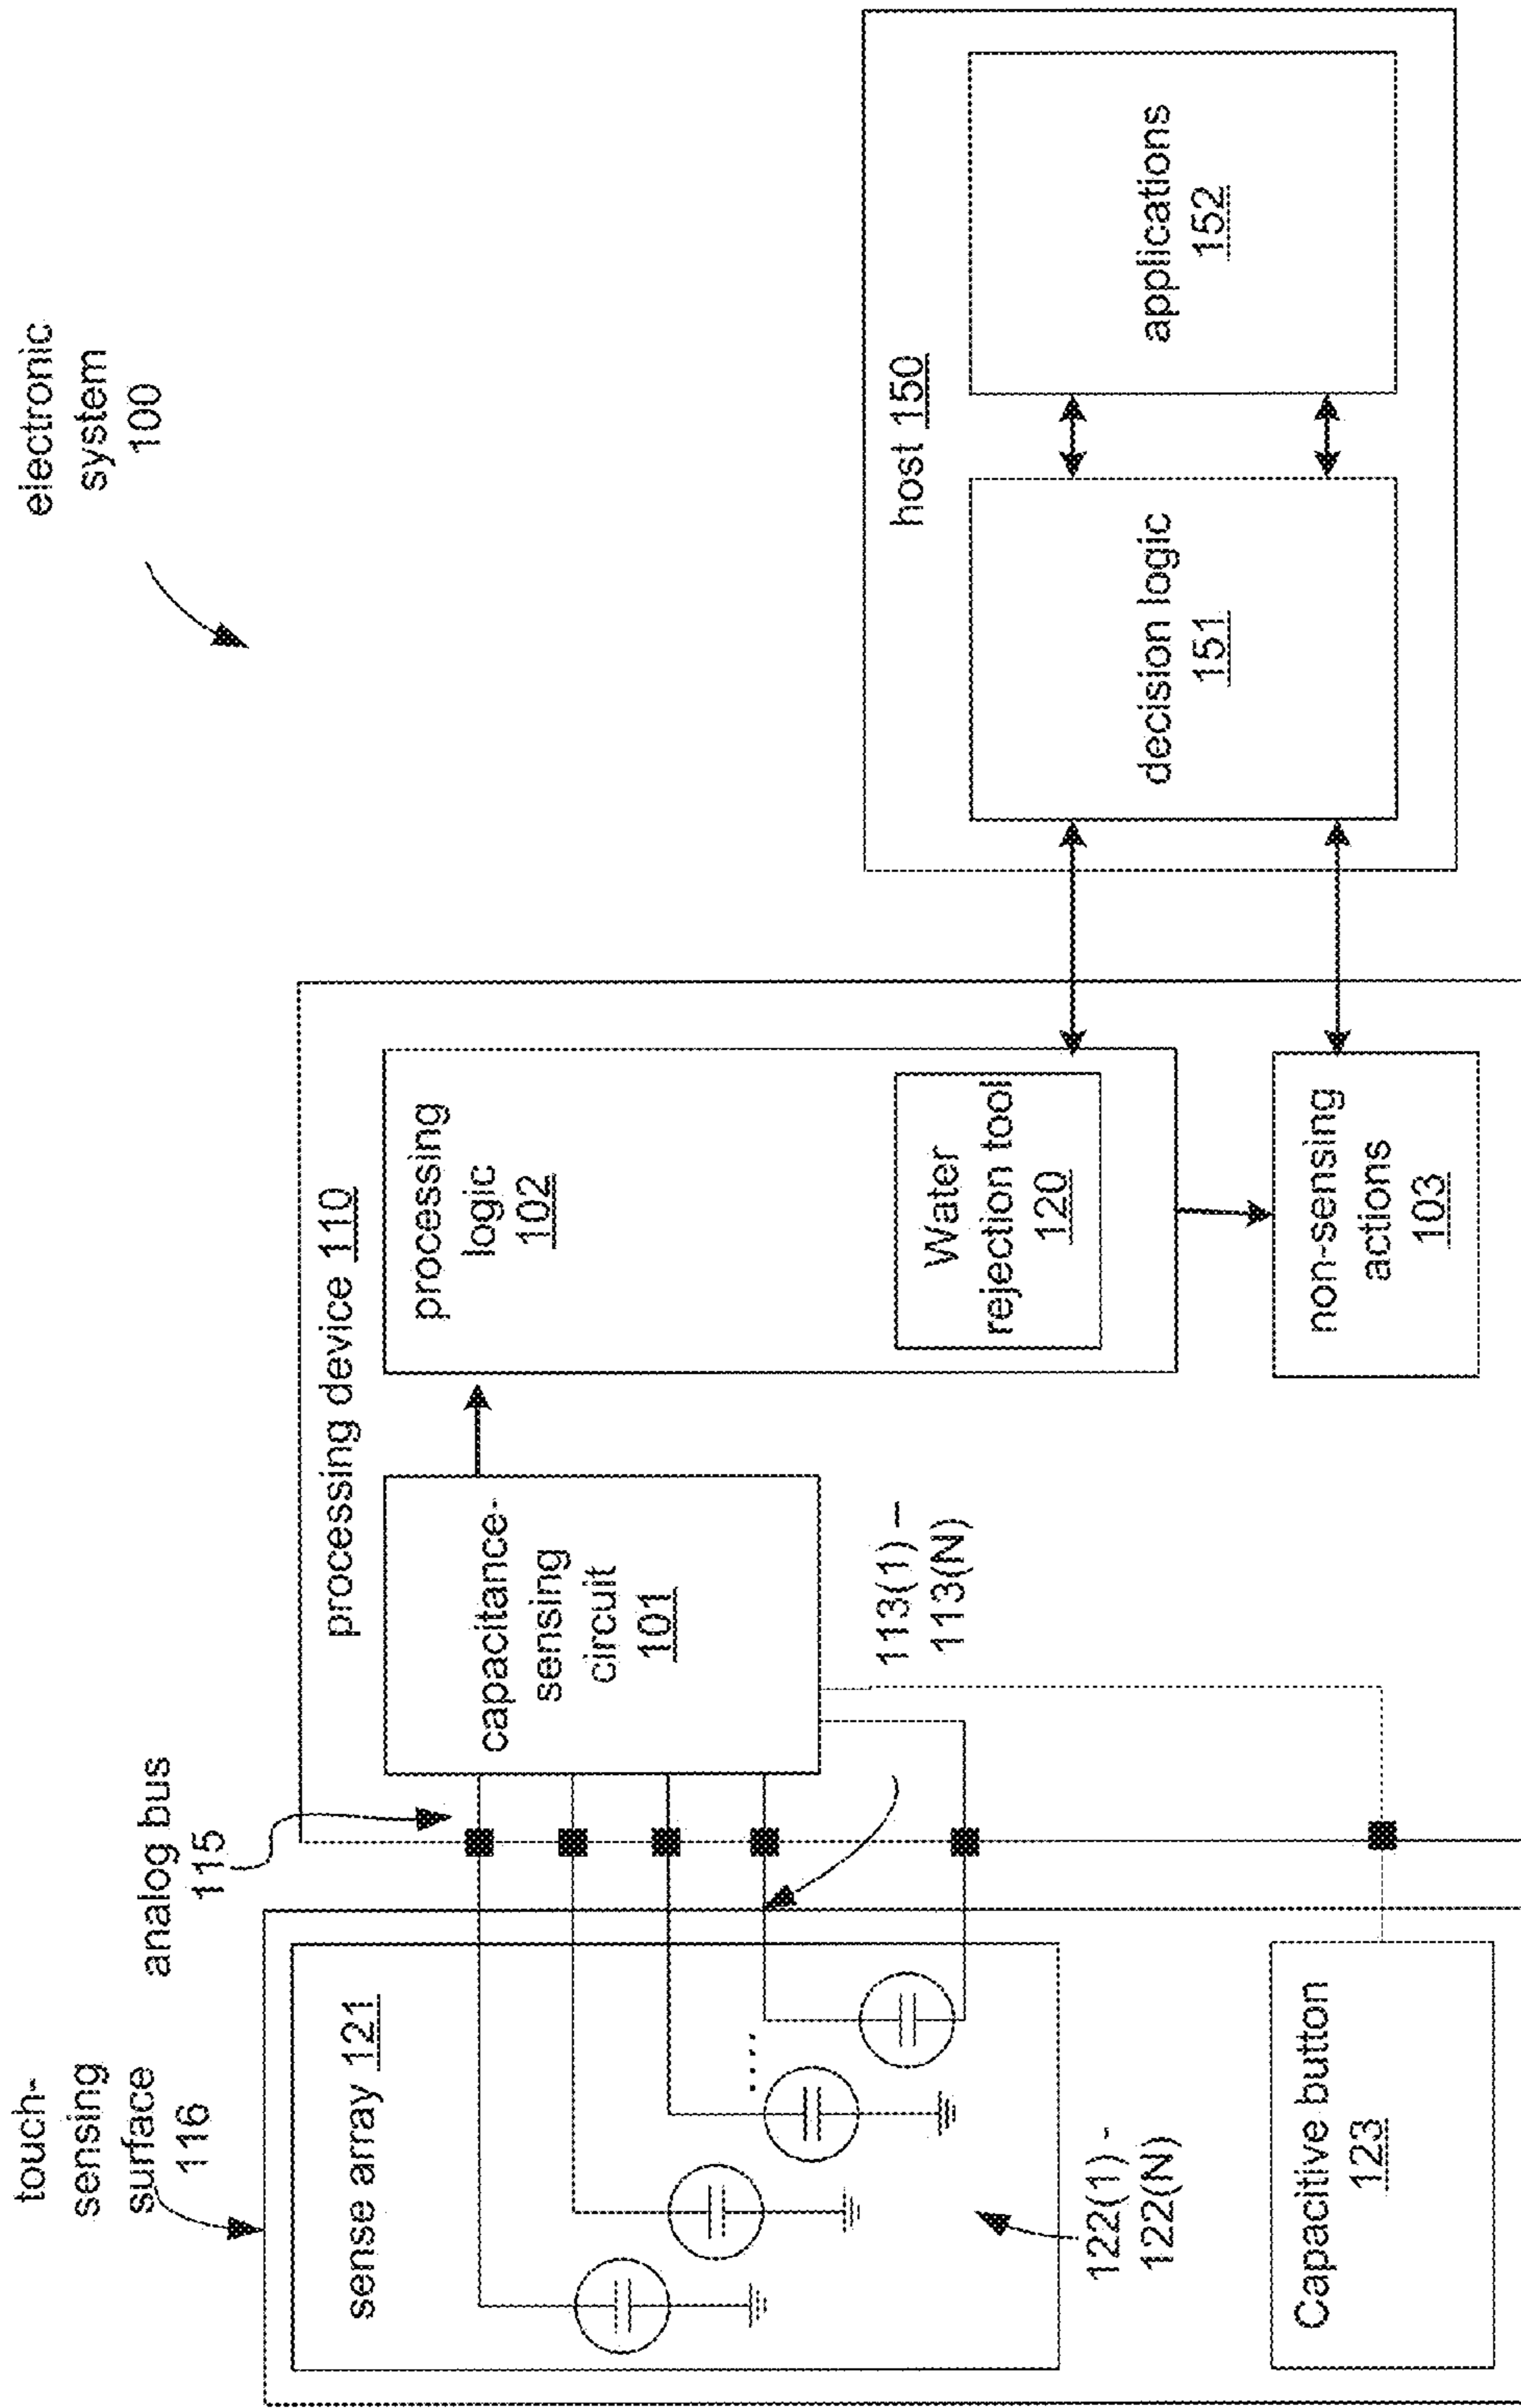 electronic
system
100
touch-
sensing
surface
116
analog bus
115
sense array 121
122(1) -
122(N)
Capacitive button
123
processing device 110
capacitance-
sensing
circuit
101
113(1) –
113(N)
processing
logic
102
Water
rejection tool
120
non-sensing
actions
103
host 150
decision logic
151
applications
152
....